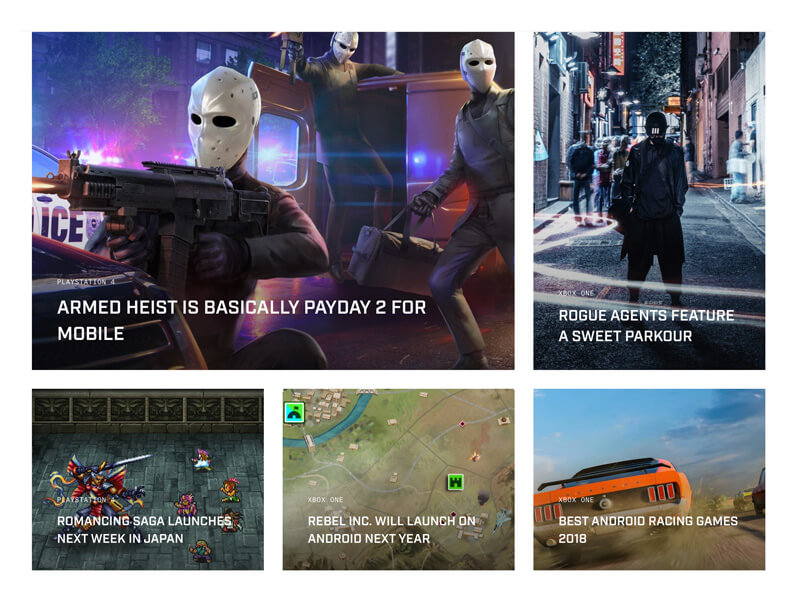 ICE
PLAYSTATION 4
ARMED HEIST IS BASICALLY PAYDAY 2 FOR
MOBILE
XBOX ONE
ROGUE AGENTS FEATURE
A SWEET PARKOUR
PLAYSTATION 4
ROMANCING SAGA LAUNCHES
NEXT WEEK IN JAPAN
XBOX ONE
REBEL INC. WILL LAUNCH ON
ANDROID NEXT YEAR
XBOX ONE
BEST ANDROID RACING GAMES
2018